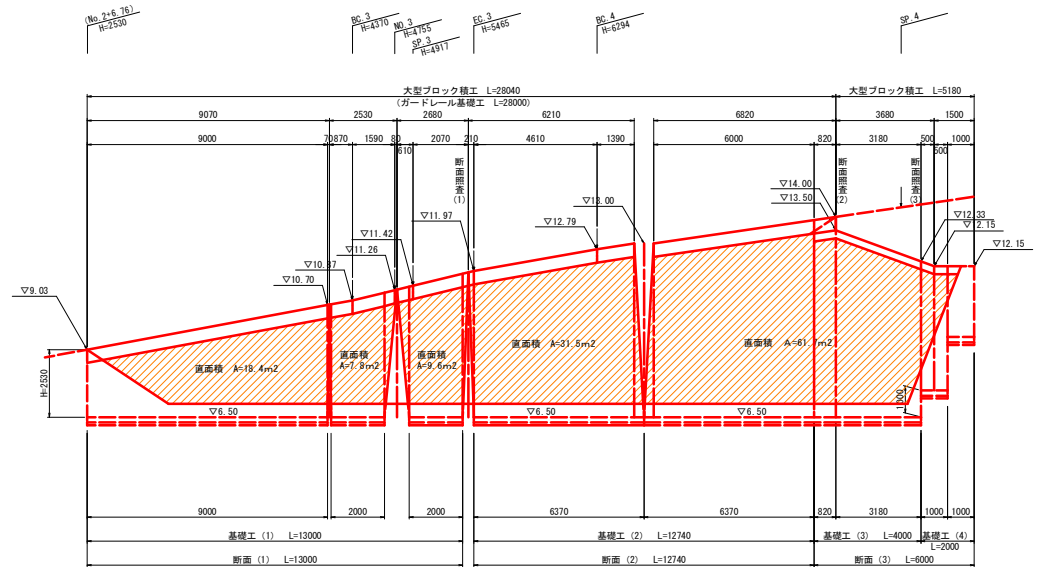 (No.2+6.76)
H=2530
BC.3
H=4370
NO.3
H=4755
SP.3
H=4917
EC.3
H=5465
BC.4
H=6294
SP.4
大型ブロック積工 L=28040
大型ブロック積工 L=5180
(ガードレール基礎工 L=28000)
9070
2530
2680
6210
6820
3680
1500
9000
70
870
1590
80
610
2070
210
4610
1390
6000
820
3180
500
500
1000
断面照査(1)
断面照査(2)
断面照査(3)
▽14.00
▽13.50
▽13.00
▽12.79
▽12.33
▽12.15
▽12.15
▽11.97
▽11.42
▽11.26
▽10.87
▽10.70
▽9.03
H=2530
直面積 A=18.4m2
直面積
A=7.8m2
直面積
A=9.6m2
直面積 A=31.5m2
直面積 A=61.7m2
1000
▽6.50
▽6.50
▽6.50
9000
2000
2000
6370
6370
820
3180
1000
1000
基礎工(1) L=13000
基礎工(2) L=12740
基礎工(3) L=4000
基礎工(4)
L=2000
断面(1) L=13000
断面(2) L=12740
断面(3) L=6000